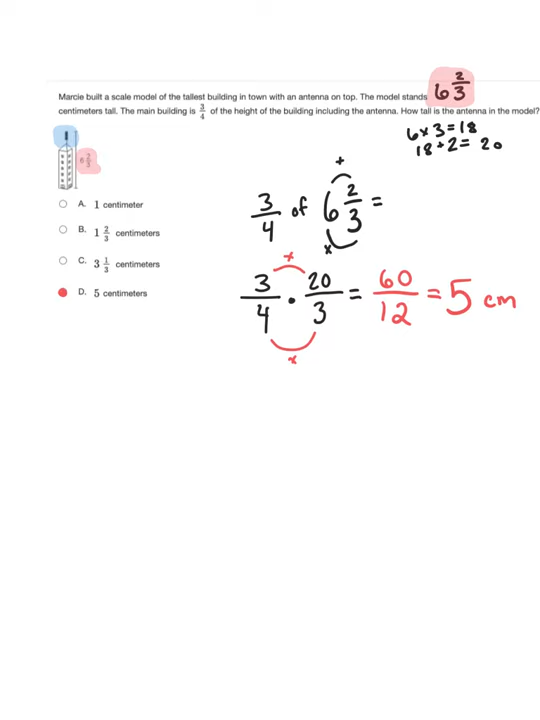 6 2/3
Marcie built a scale model of the tallest building in town with an antenna on top. The model stands
centimeters tall. The main building is 3/4 of the height of the building including the antenna. How tall is the antenna in the model?
6 x 3 = 18
18 + 2 = 20
6 2/3
A. 1 centimeter
B. 1 2/3 centimeters
C. 3 1/3 centimeters
D. 5 centimeters
+
3/4 of 6 2/3 =
x
x
3/4 · 20/3 = 60/12 = 5 cm
x